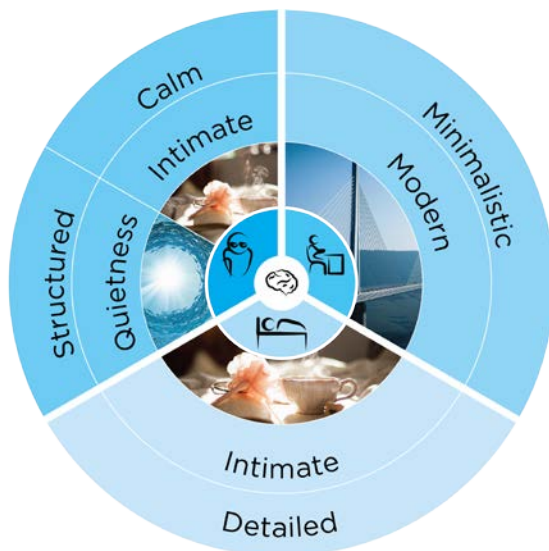 Calm
Intimate
Minimalistic
Modern
Structured
Quietness
Intimate
Detailed